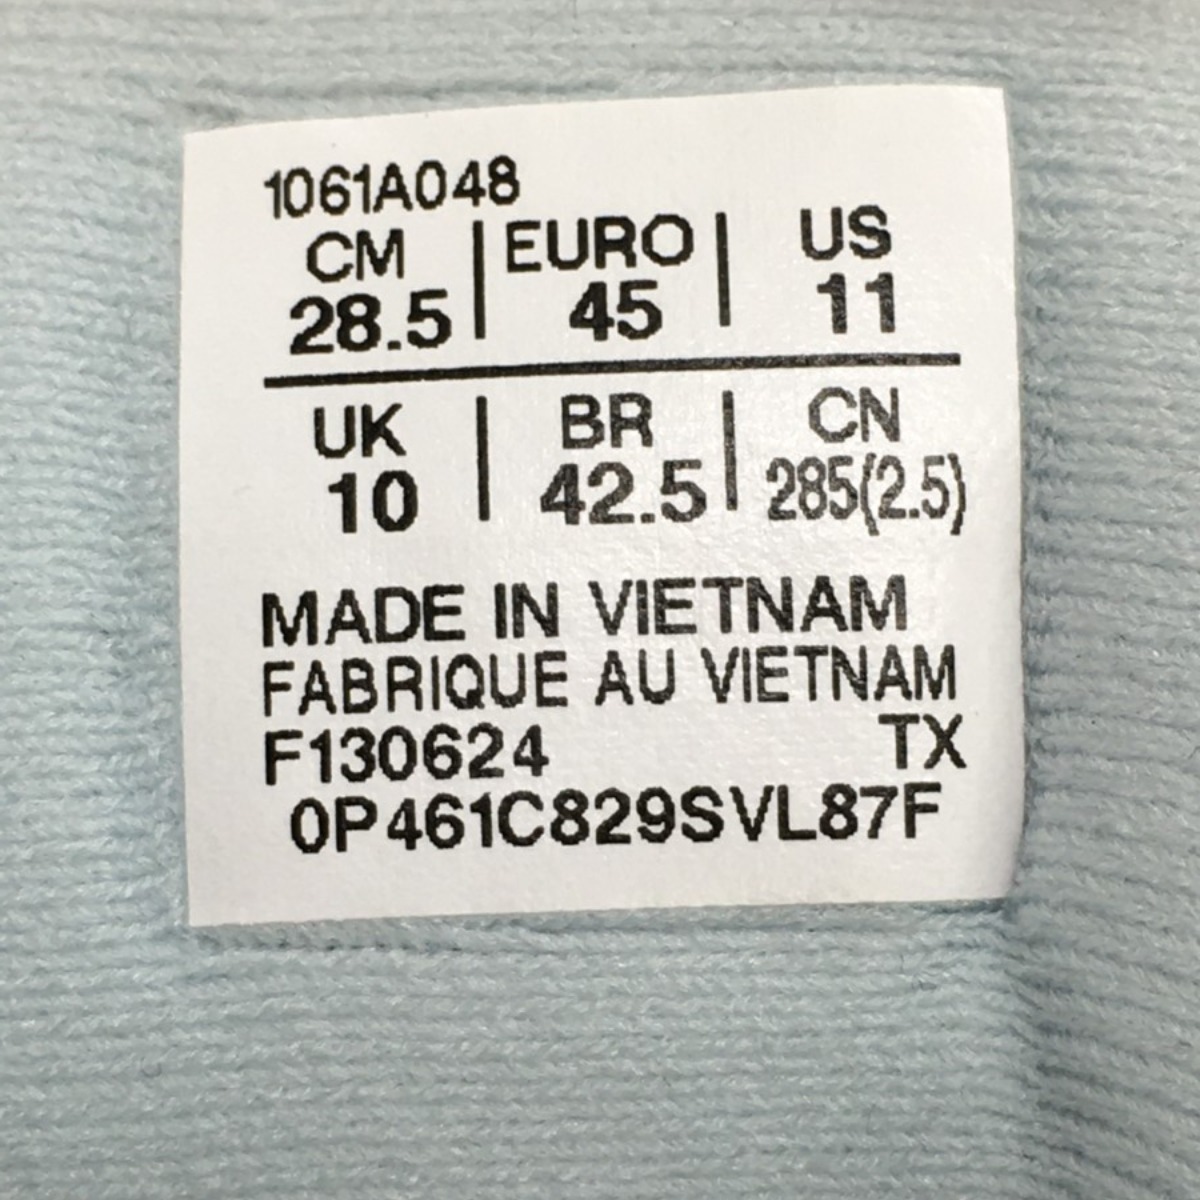 1061A048
CM EURO US
28.5 45 11
UK BR CN
10 42.5 285(2.5)
MADE IN VIETNAM
FABRIQUE AU VIETNAM
F130624 TX
0P461C829SVL87F